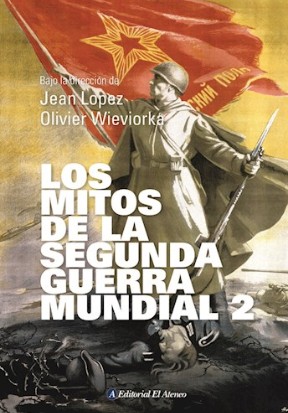 Bajo la dirección de
Jean Lopez
Olivier Wieviorka
LOS
MITOS
DE LA
SEGUNDA
GUERRA
MUNDIAL 2
A Editorial El Ateneo